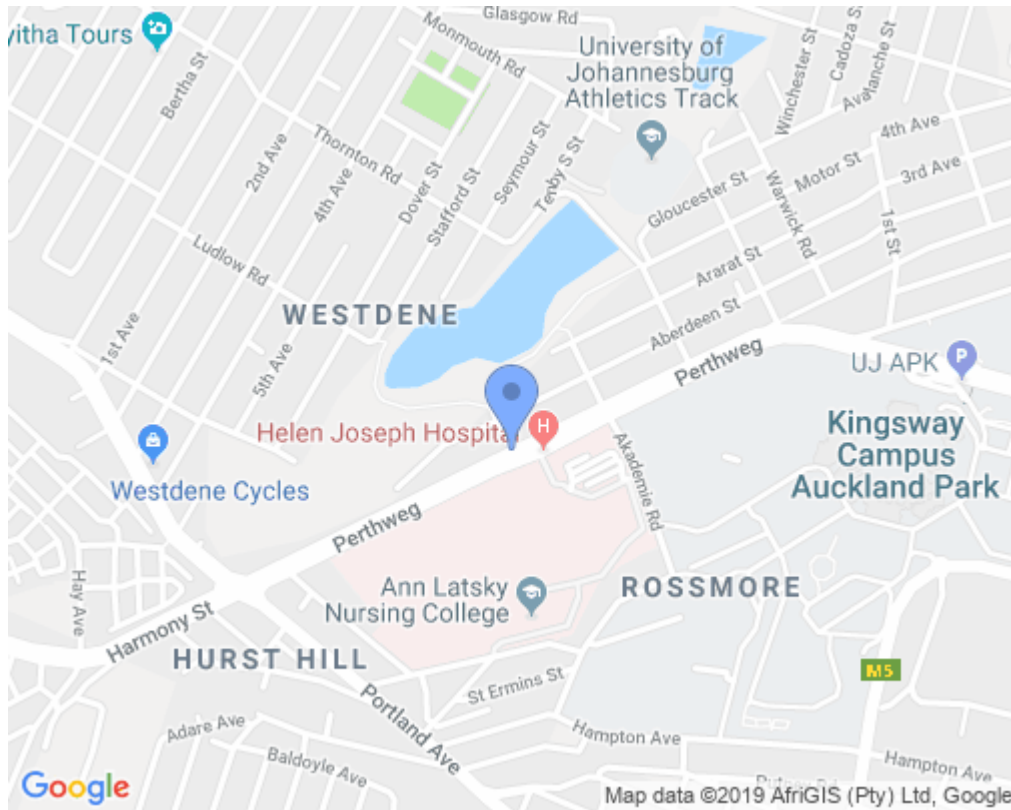 Glasgow Rd
yitha Tours
Monmouth Rd
University of
Johannesburg
Athletics Track
Winchester St
Cadoza St
Avalanche St
Bertha St
2nd Ave
Thornton Rd
4th Ave
Dover St
Stafford St
Seymour St
Tenby S St
Gloucester St
Motor St
4th Ave
3rd Ave
Warwick Rd
1st St
Ludlow Rd
Ararat St
Aberdeen St
WESTDENE
1st Ave
5th Ave
Perthweg
UJ APK
P
Helen Joseph Hospital
H
Kingsway
Campus
Auckland Park
Akademie Rd
Westdene Cycles
Perthweg
Ann Latsky
Nursing College
ROSSMORE
Hay Ave
Harmony St
HURST HILL
M5
St Ermins St
Portland Ave
Adare Ave
Baldoyle Ave
Hampton Ave
Hampton Ave
Google
Map data ©2019 AfriGIS (Pty) Ltd, Google